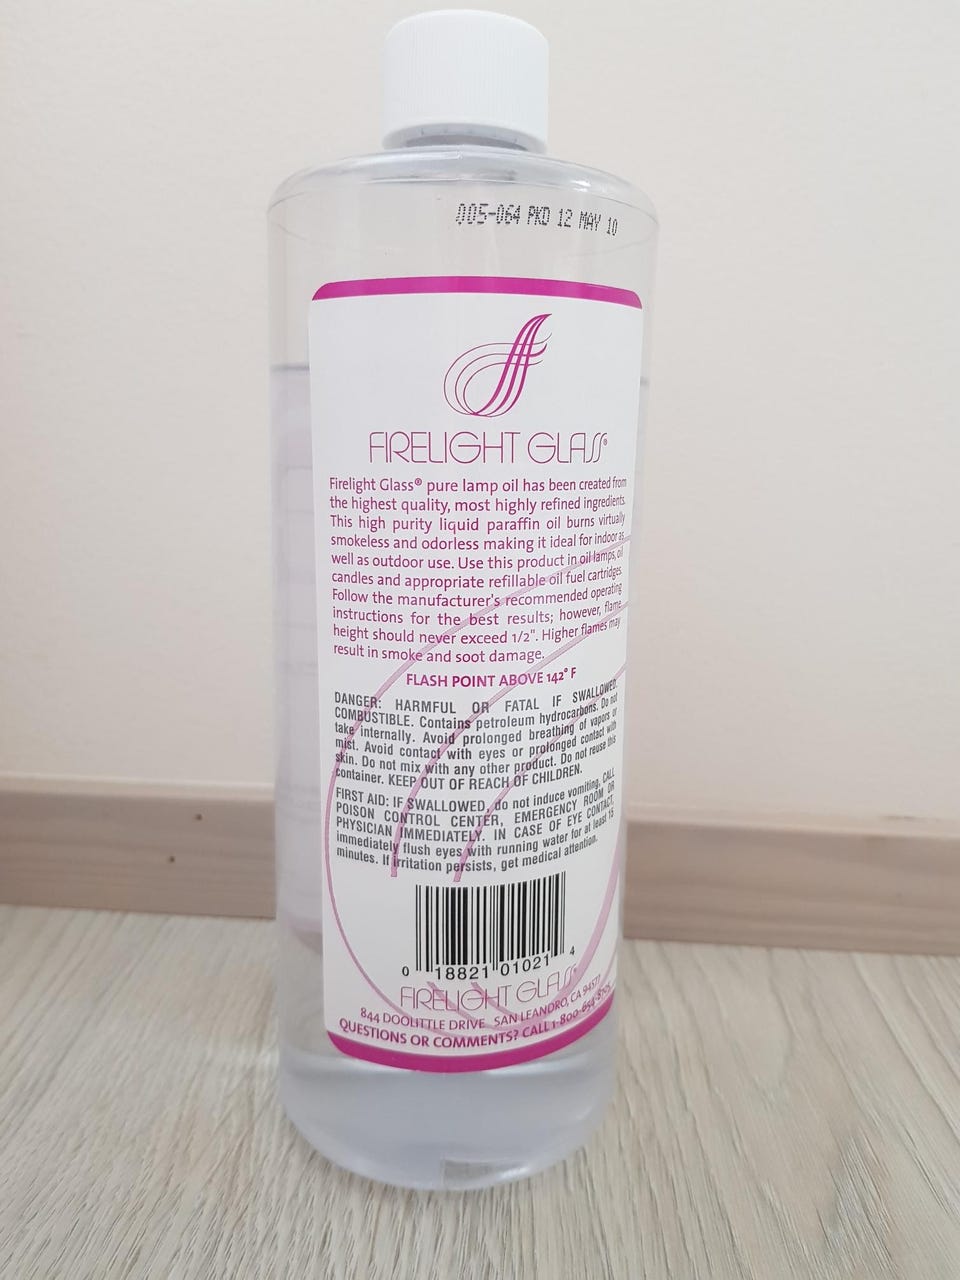 005-064 PKD 12 MAY 10
FIRELIGHT GLASS®
Firelight Glass® pure lamp oil has been created from
the highest quality, most highly refined ingredients.
This high purity liquid paraffin oil burns virtually
smokeless and odorless making it ideal for indoor as
well as outdoor use. Use this product in oil lamps, oil
candles and appropriate refillable oil fuel cartridges.
Follow the manufacturer's recommended operating
instructions for the best results; however, flame
height should never exceed 1/2". Higher flames may
result in smoke and soot damage.
FLASH POINT ABOVE 142° F
DANGER: HARMFUL OR FATAL IF SWALLOWED.
COMBUSTIBLE. Contains petroleum hydrocarbons. Do not
take internally. Avoid prolonged breathing of vapors or
mist. Avoid contact with eyes or prolonged contact with
skin. Do not mix with any other product. Do not reuse this
container. KEEP OUT OF REACH OF CHILDREN.
FIRST AID: IF SWALLOWED, do not induce vomiting, CALL
POISON CONTROL CENTER, EMERGENCY ROOM OR
PHYSICIAN IMMEDIATELY. IN CASE OF EYE CONTACT,
immediately flush eyes with running water for at least 15
minutes. If irritation persists, get medical attention.
0 18821 01021 4
FIRELIGHT GLASS®
844 DOOLITTLE DRIVE SAN LEANDRO, CA 94577
QUESTIONS OR COMMENTS? CALL 1-800-654-